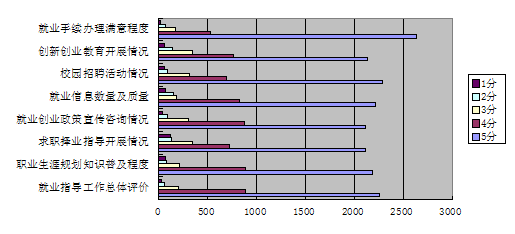 就业手续办理满意程度
创新创业教育开展情况
校园招聘活动情况
就业信息数量及质量
就业创业政策宣传咨询情况
求职择业指导开展情况
职业生涯规划知识普及程度
就业指导工作总体评价
0 500 1000 1500 2000 2500 3000
1分
2分
3分
4分
5分